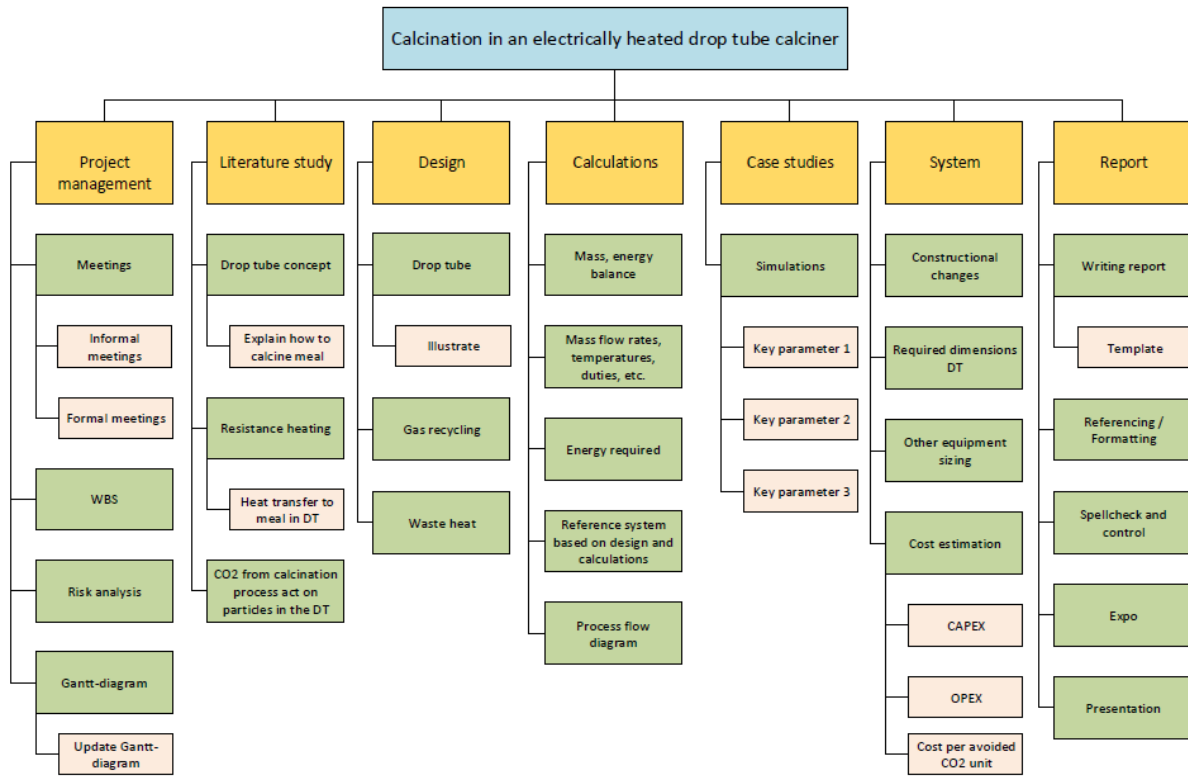 Calcination in an electrically heated drop tube calciner
Project
management
Meetings
Informal
meetings
Formal meetings
WBS
Risk analysis
Gantt-diagram
Update Gantt-
diagram
Literature study
Drop tube concept
Explain how to
calcine meal
Resistance heating
Heat transfer to
meal in DT
CO2 from calcination
process act on
particles in the DT
Design
Drop tube
Illustrate
Gas recycling
Waste heat
Calculations
Mass, energy
balance
Mass flow rates,
temperatures,
duties, etc.
Energy required
Reference system
based on design and
calculations
Process flow
diagram
Case studies
Simulations
Key parameter 1
Key parameter 2
Key parameter 3
System
Constructional
changes
Required dimensions
DT
Other equipment
sizing
Cost estimation
CAPEX
OPEX
Cost per avoided
CO2 unit
Report
Writing report
Template
Referencing /
Formatting
Spellcheck and
control
Expo
Presentation